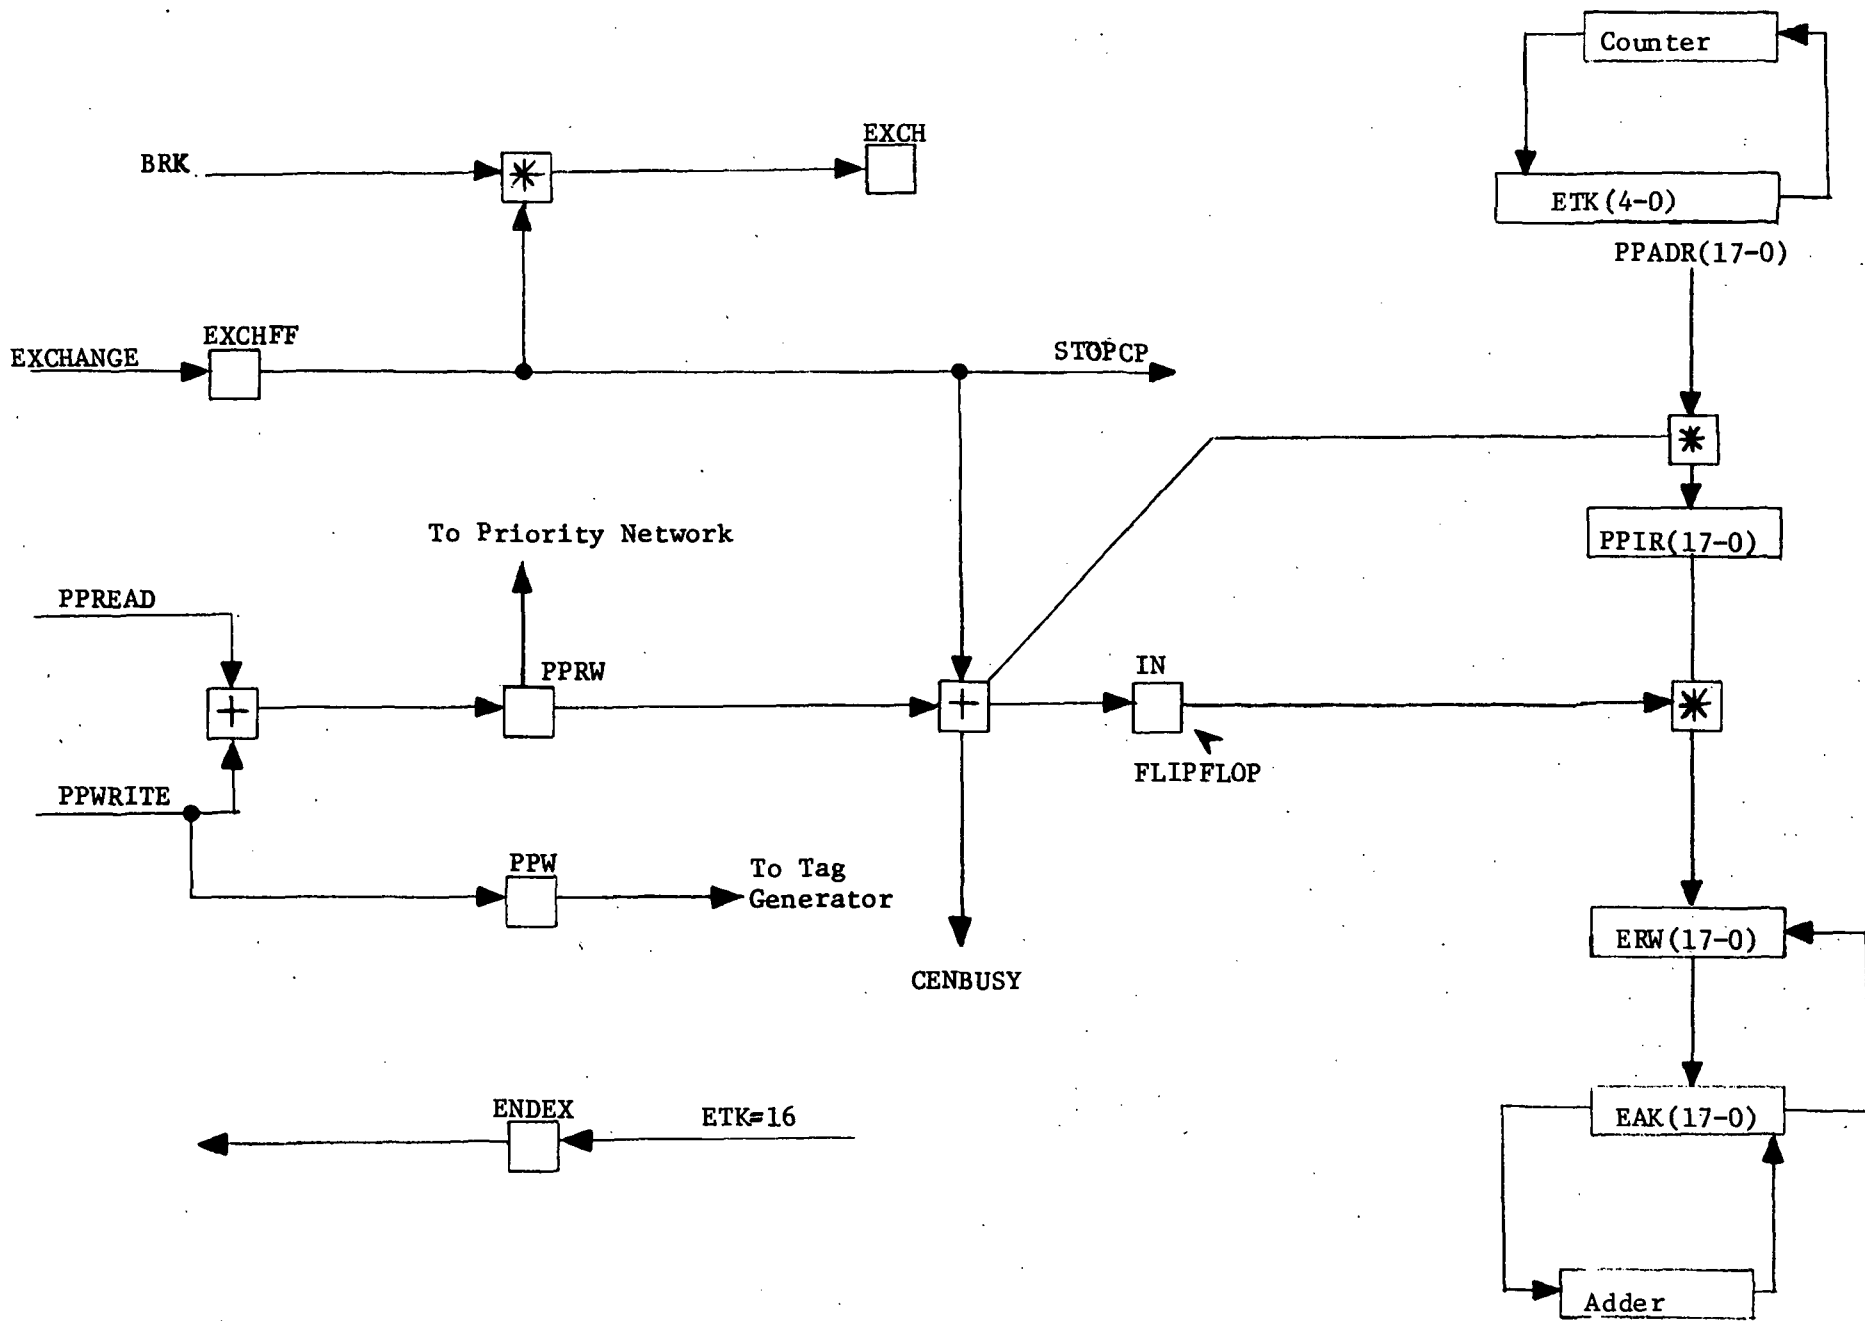 Counter
EXCH
BRK
*
ETK(4-0)
PPADR(17-0)
EXCHFF
EXCHANGE
STOPCP
*
To Priority Network
PPIR(17-0)
PPREAD
PPRW
IN
+
+
*
FLIPFLOP
PPWRITE
PPW
To Tag
Generator
ERW(17-0)
CENBUSY
ENDEX
ETK=16
EAK(17-0)
Adder